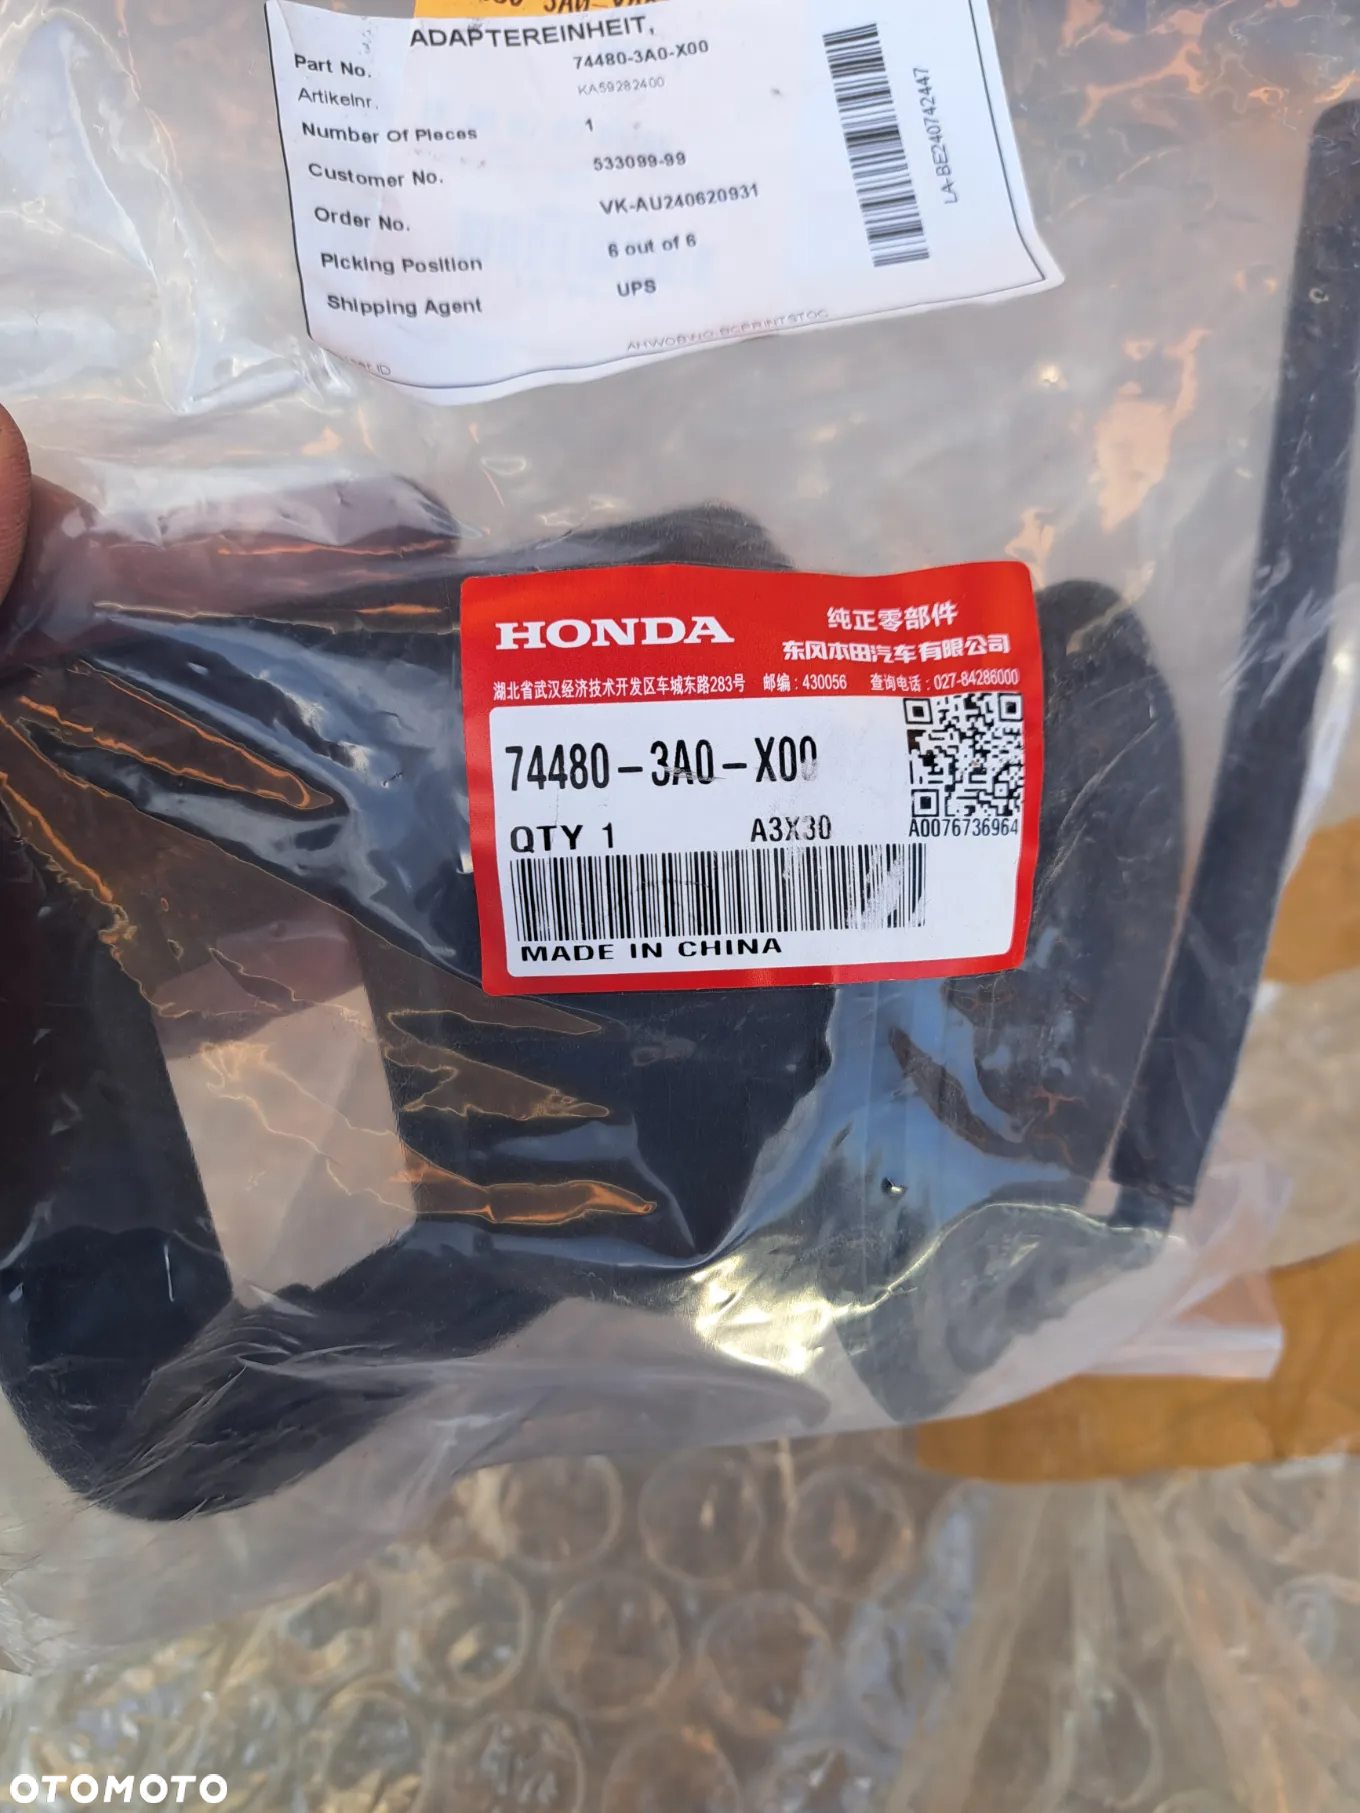 ADAPTEREINHEIT,
Part No. 74480-3A0-X00
Artikelnr. KA59282400
Number Of Pieces 1
Customer No. 533099-99
Order No. VK-AU240620931
Picking Position 6 out of 6
Shipping Agent UPS
LA-BE240742447
HONDA 纯正零部件
东风本田汽车有限公司
湖北省武汉经济技术开发区车城东路283号 邮编:430056 查询电话:027-84286000
74480-3A0-X00
QTY 1 A3X30
A0076736964
MADE IN CHINA
OTOMOTO